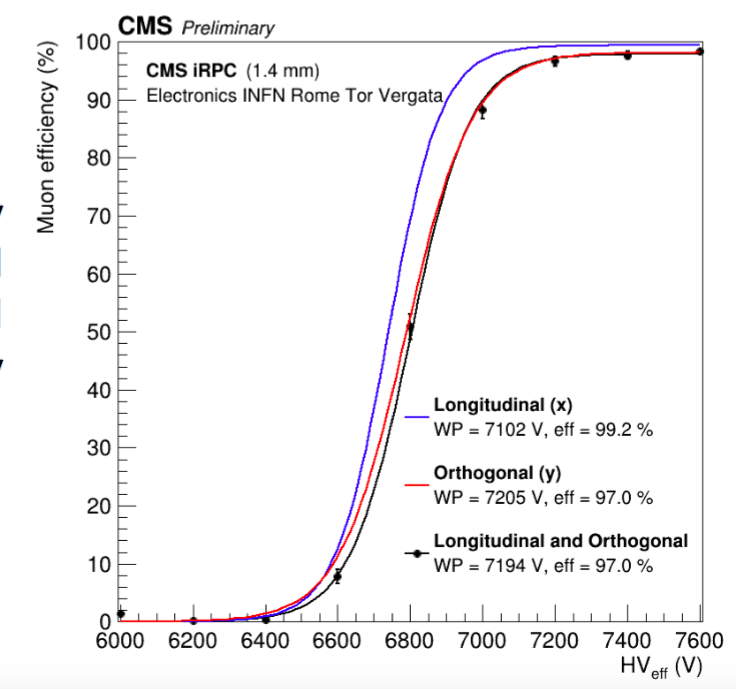 CMS Preliminary
Muon efficiency (%)
100
90
80
70
60
50
40
30
20
10
0
CMS iRPC (1.4 mm)
Electronics INFN Rome Tor Vergata
Longitudinal (x)
WP = 7102 V, eff = 99.2 %
Orthogonal (y)
WP = 7205 V, eff = 97.0 %
Longitudinal and Orthogonal
WP = 7194 V, eff = 97.0 %
6000 6200 6400 6600 6800 7000 7200 7400 7600
HVeff (V)